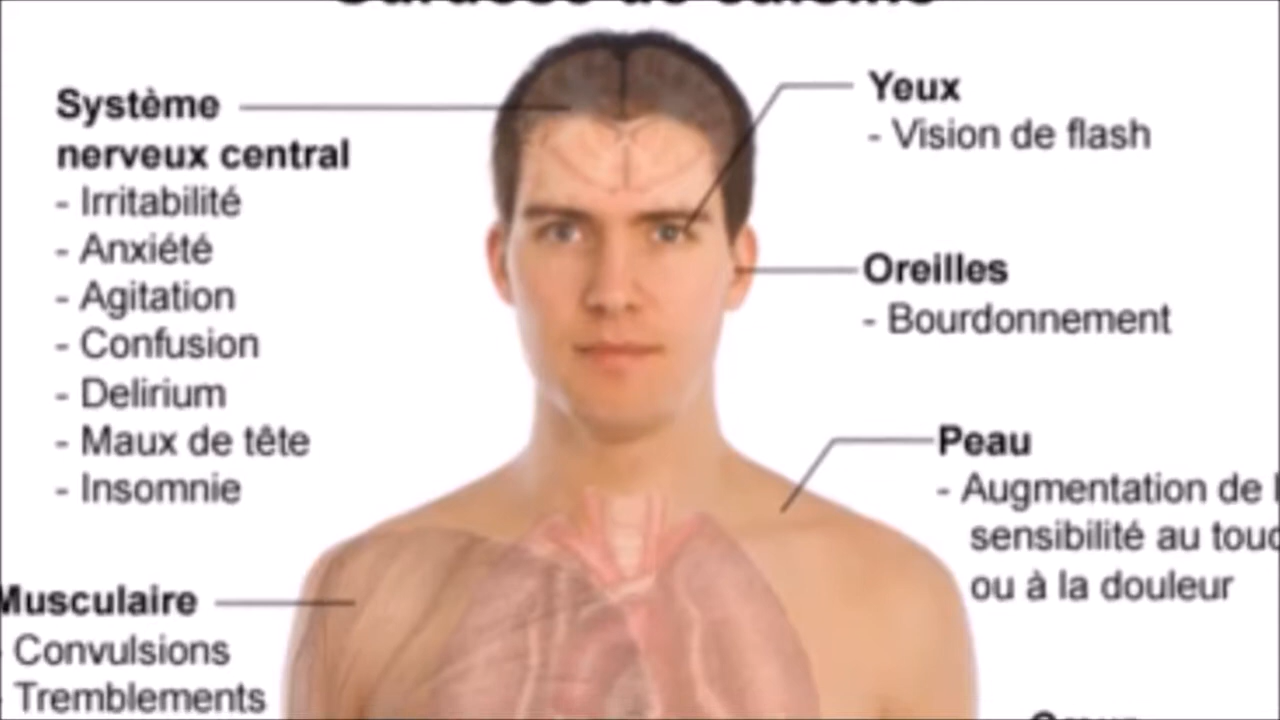 Système
nerveux central
- Irritabilité
- Anxiété
- Agitation
- Confusion
- Delirium
- Maux de tête
- Insomnie
Musculaire
- Convulsions
- Tremblements
Yeux
- Vision de flash
Oreilles
- Bourdonnement
Peau
- Augmentation de
sensibilité au
ou à la douleur